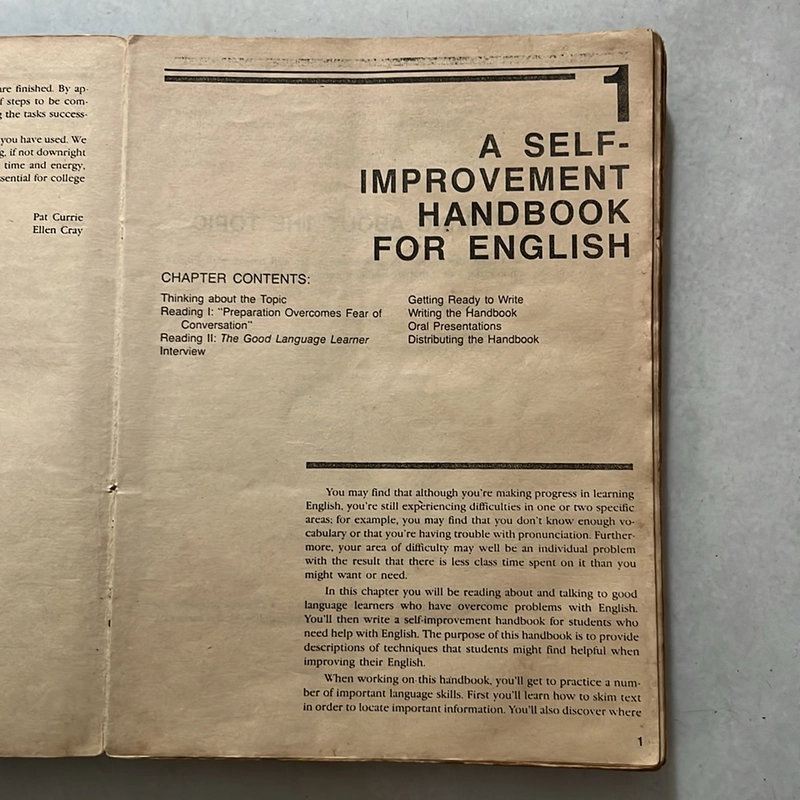 are finished. By ap-
f steps to be com-
g the tasks success-
you have used. We
g, if not downright
time and energy,
sential for college
Pat Currie
Ellen Cray
1
A SELF-
IMPROVEMENT
HANDBOOK
FOR ENGLISH
CHAPTER CONTENTS:
Thinking about the Topic
Reading I: "Preparation Overcomes Fear of
Conversation"
Reading II: The Good Language Learner
Interview
Getting Ready to Write
Writing the Handbook
Oral Presentations
Distributing the Handbook
You may find that although you're making progress in learning
English, you're still experiencing difficulties in one or two specific
areas; for example, you may find that you don't know enough vo-
cabulary or that you're having trouble with pronunciation. Further-
more, your area of difficulty may well be an individual problem
with the result that there is less class time spent on it than you
might want or need.
In this chapter you will be reading about and talking to good
language learners who have overcome problems with English.
You'll then write a self-improvement handbook for students who
need help with English. The purpose of this handbook is to provide
descriptions of techniques that students might find helpful when
improving their English.
When working on this handbook, you'll get to practice a num-
ber of important language skills. First you'll learn how to skim text
in order to locate important information. You'll also discover where
1